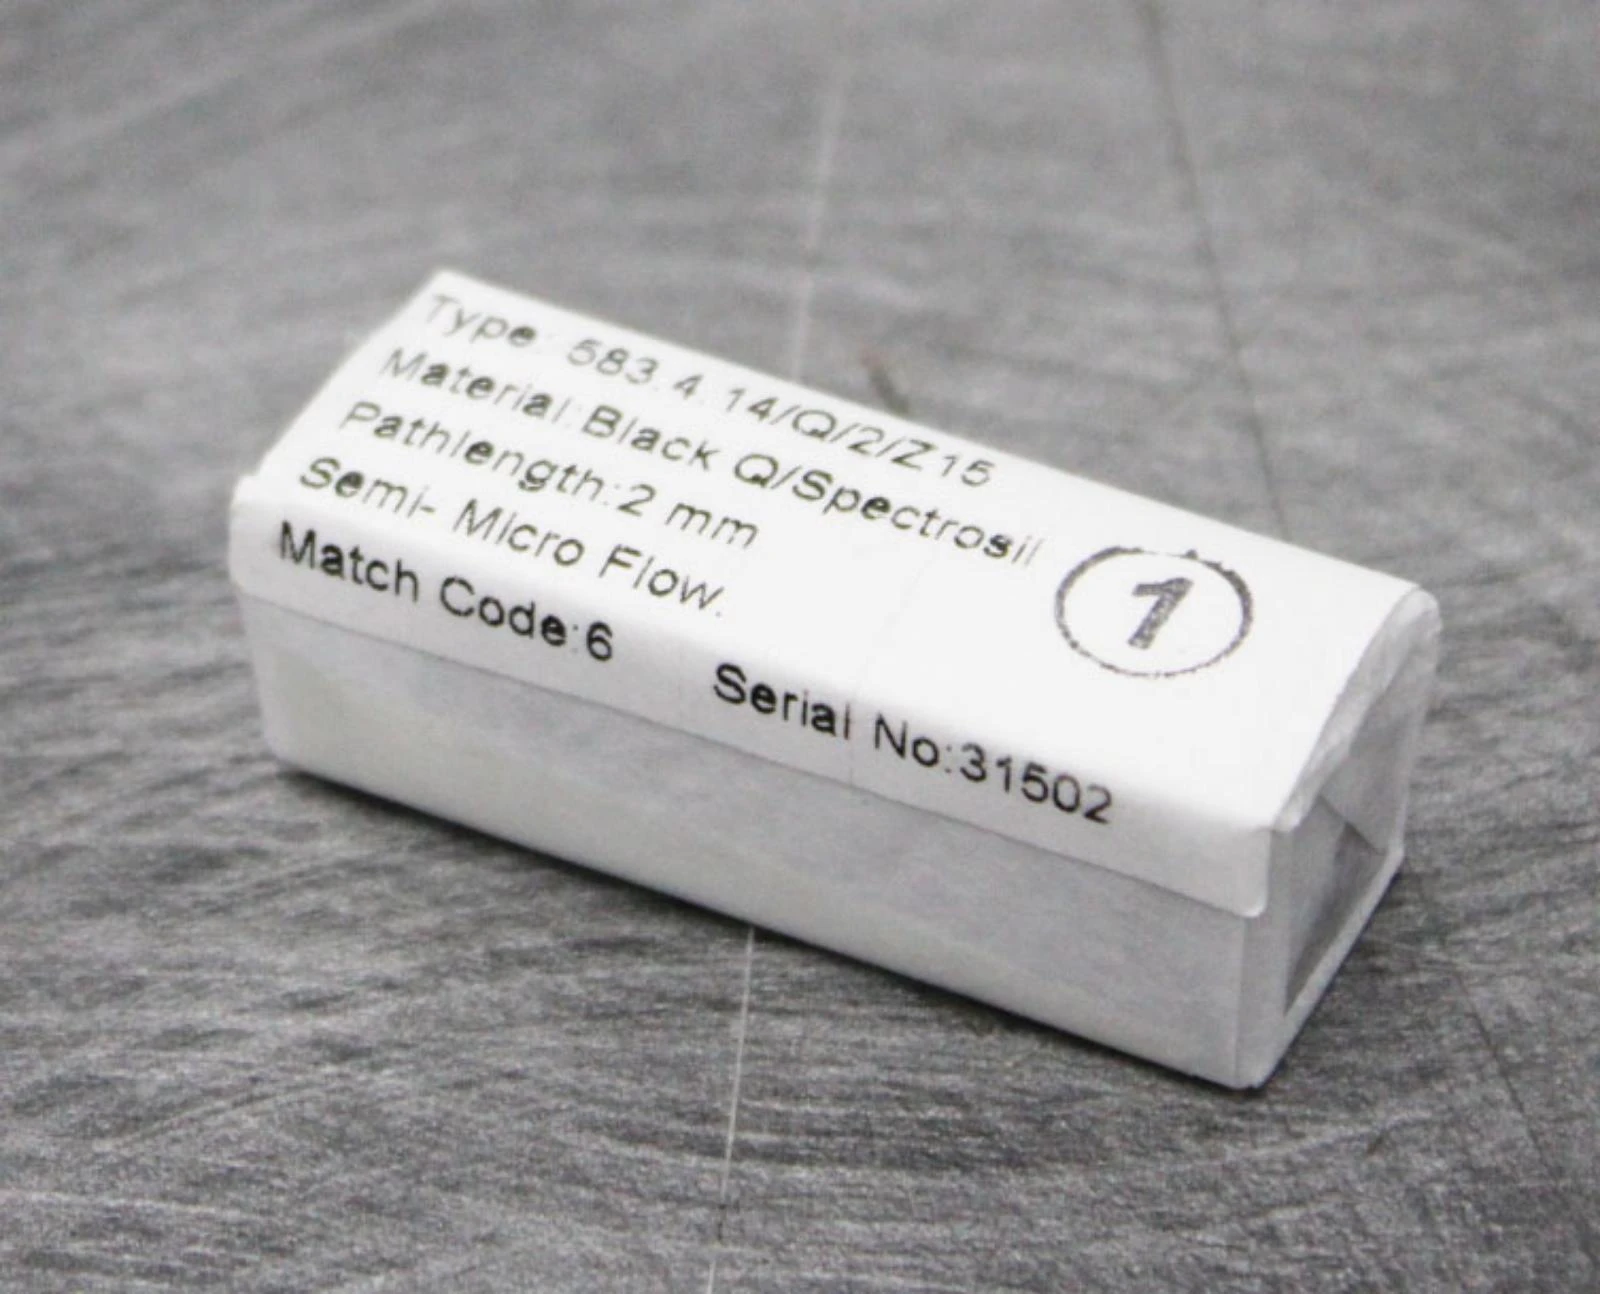 Type: 583.4.14/Q/2/Z15
Material:Black Q/Spectrosil
Pathlength:2 mm
Semi- Micro Flow.
Match Code:6 Serial No:31502
1